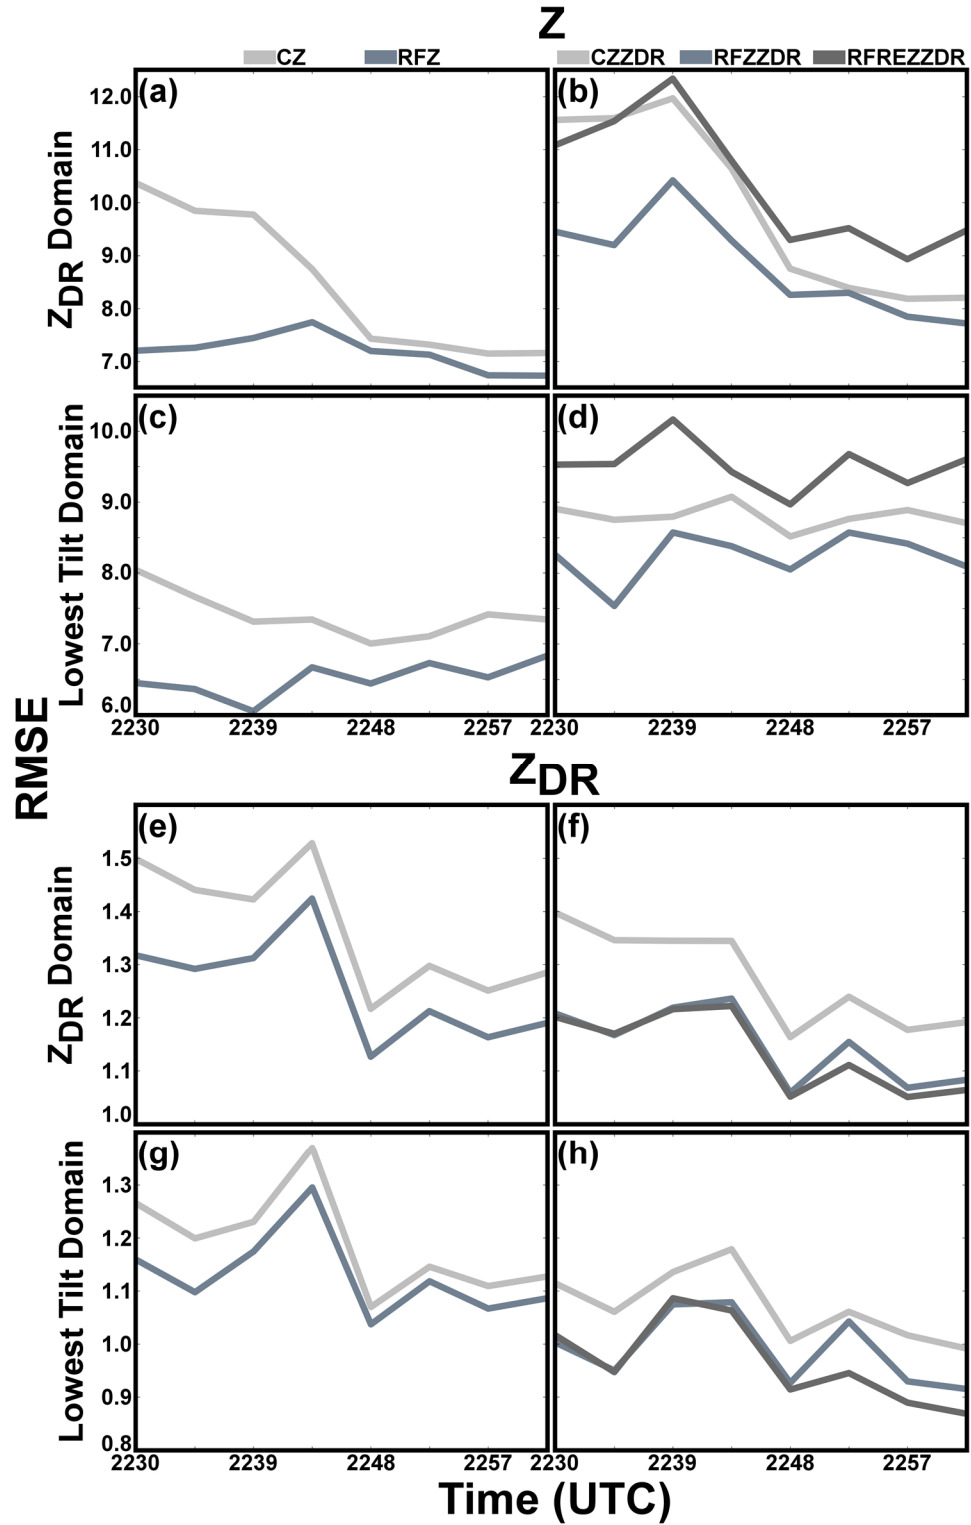 Z
CZ RFZ CZZDR RFZZDR RFREZZDR
(a) (b)
12.0
11.0
10.0
9.0
8.0
7.0
ZDR Domain
(c) (d)
10.0
9.0
8.0
7.0
6.0
Lowest Tilt Domain
2230 2239 2248 2257 2230 2239 2248 2257
RMSE
ZDR
(e) (f)
1.5
1.4
1.3
1.2
1.1
1.0
ZDR Domain
(g) (h)
1.3
1.2
1.1
1.0
0.9
0.8
Lowest Tilt Domain
2230 2239 2248 2257 2230 2239 2248 2257
Time (UTC)